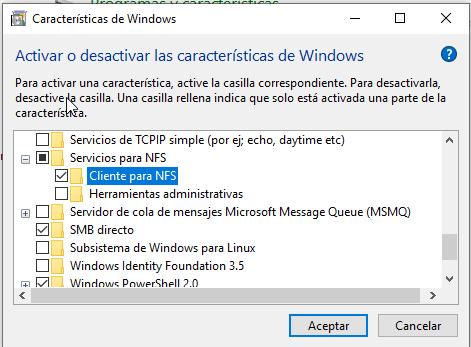 Características de Windows
Activar o desactivar las características de Windows
Para activar una característica, active la casilla correspondiente. Para desactivarla,
desactive la casilla. Una casilla rellena indica que solo está activada una parte de la
característica.
Servicios de TCPIP simple (por ej; echo, daytime etc)
Servicios para NFS
Cliente para NFS
Herramientas administrativas
Servidor de cola de mensajes Microsoft Message Queue (MSMQ)
SMB directo
Subsistema de Windows para Linux
Windows Identity Foundation 3.5
Windows PowerShell 2.0
Aceptar
Cancelar